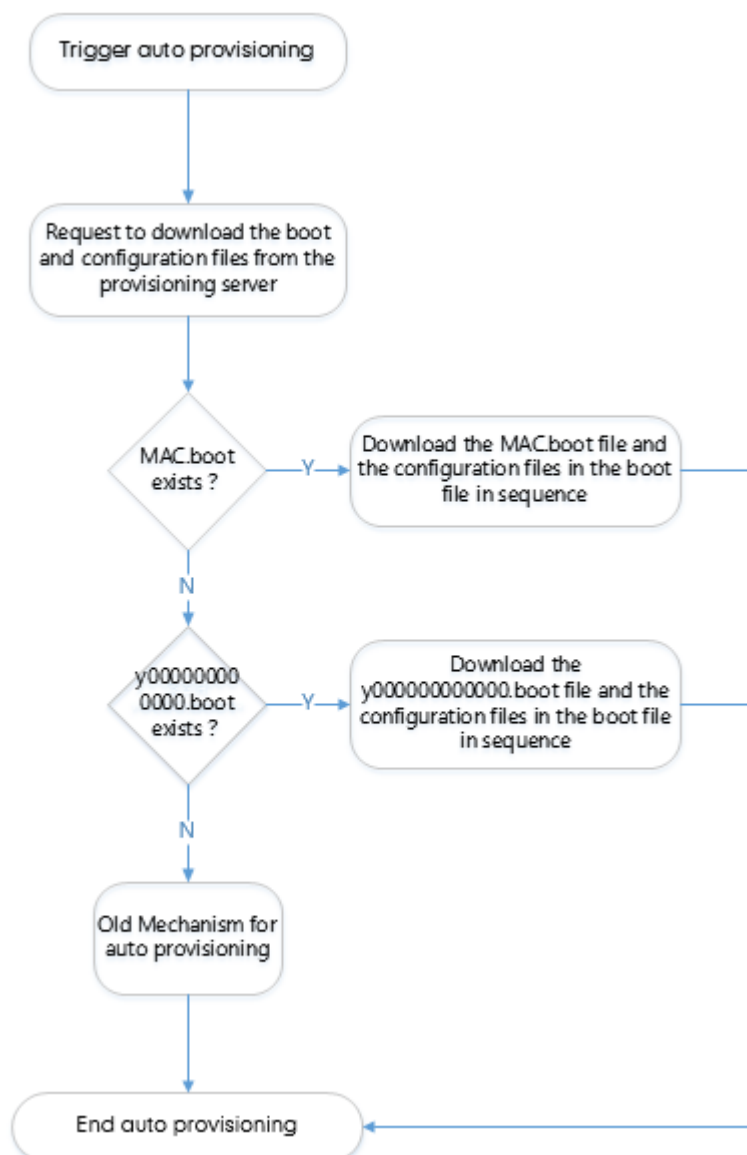 Trigger auto provisioning
Request to download the boot
and configuration files from the
provisioning server
MAC.boot
exists ?
Y
Download the MAC.boot file and
the configuration files in the boot
file in sequence
N
y00000000
0000.boot
exists ?
Y
Download the
y000000000000.boot file and the
configuration files in the boot file
in sequence
N
Old Mechanism for
auto provisioning
End auto provisioning